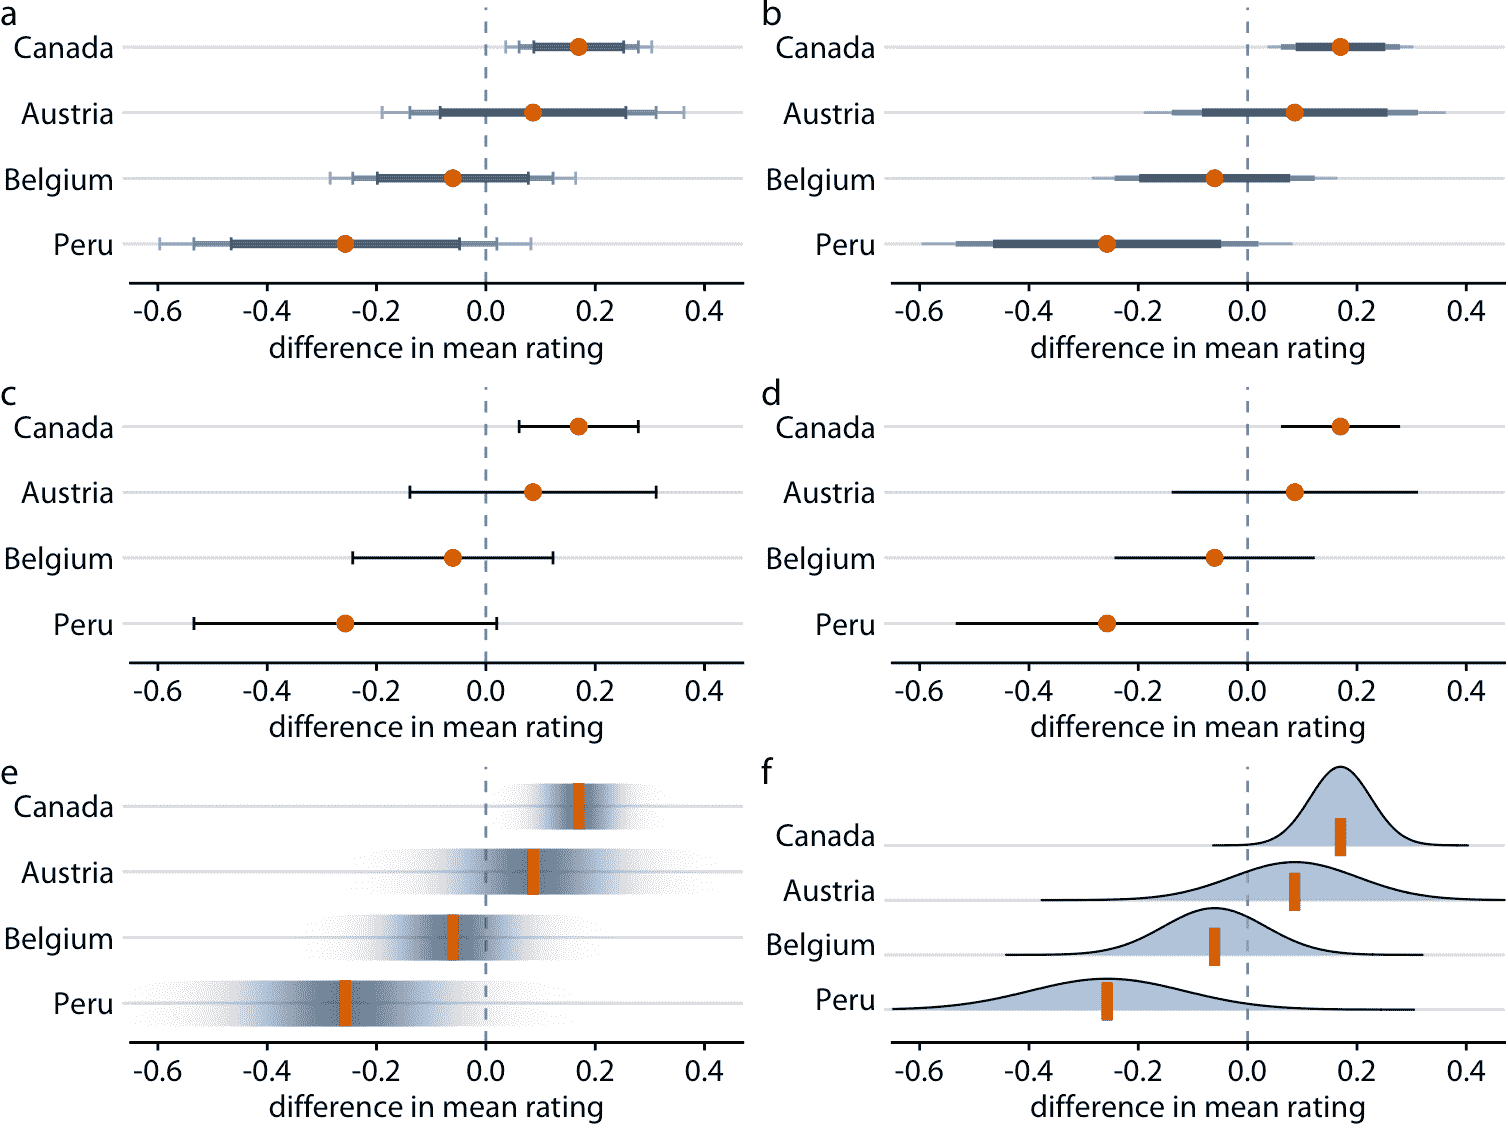 a
Canada
Austria
Belgium
Peru
-0.6 -0.4 -0.2 0.0 0.2 0.4
difference in mean rating
b
Canada
Austria
Belgium
Peru
-0.6 -0.4 -0.2 0.0 0.2 0.4
difference in mean rating
c
Canada
Austria
Belgium
Peru
-0.6 -0.4 -0.2 0.0 0.2 0.4
difference in mean rating
d
Canada
Austria
Belgium
Peru
-0.6 -0.4 -0.2 0.0 0.2 0.4
difference in mean rating
e
Canada
Austria
Belgium
Peru
-0.6 -0.4 -0.2 0.0 0.2 0.4
difference in mean rating
f
Canada
Austria
Belgium
Peru
-0.6 -0.4 -0.2 0.0 0.2 0.4
difference in mean rating